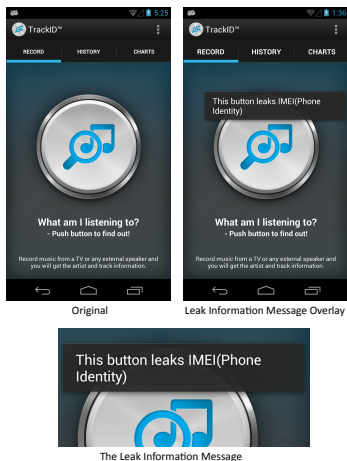 5:25
TrackID™
RECORD HISTORY CHARTS
What am I listening to?
- Push button to find out!
Record music from a TV or any external speaker and
you will get the artist and track information.
Original
1:36
TrackID™
RECORD HISTORY CHARTS
This button leaks IMEI(Phone
Identity)
What am I listening to?
- Push button to find out!
Record music from a TV or any external speaker and
you will get the artist and track information.
Leak Information Message Overlay
This button leaks IMEI(Phone
Identity)
The Leak Information Message